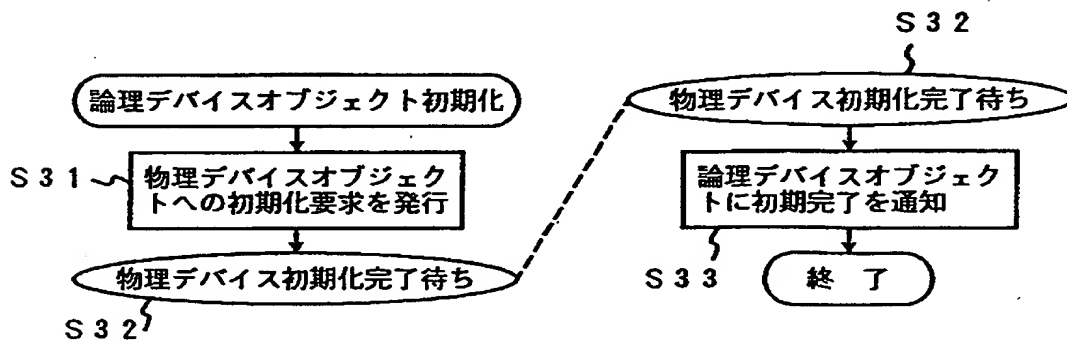 論理デバイスオブジェクト初期化
S31
物理デバイスオブジェク
トへの初期化要求を発行
物理デバイス初期化完了待ち
S32
S32
物理デバイス初期化完了待ち
論理デバイスオブジェク
トに初期完了を通知
S33
終 了